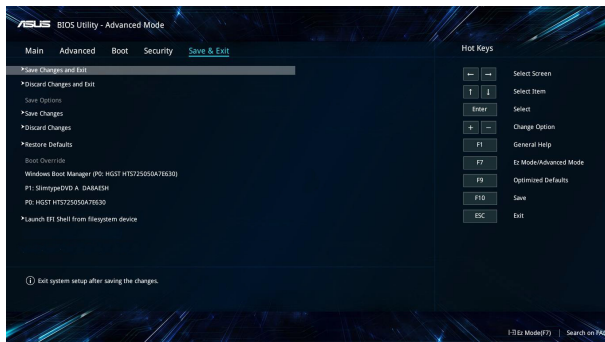 ASUS BIOS Utility - Advanced Mode
Main Advanced Boot Security Save & Exit
Save Changes and Exit
Discard Changes and Exit
Save Options
Save Changes
Discard Changes
Restore Defaults
Boot Override
Windows Boot Manager (P0: HGST HTS725050A7E630)
P1: SlimtypeDVD A DA8AESH
P0: HGST HTS725050A7E630
Launch EFI Shell from filesystem device
Exit system setup after saving the changes.
Hot Keys
← → Select Screen
↑ ↓ Select Item
Enter Select
+ - Change Option
F1 General Help
F7 Ez Mode/Advanced Mode
F9 Optimized Defaults
F10 Save
ESC Exit
Ez Mode(F7) | Search on FAQ